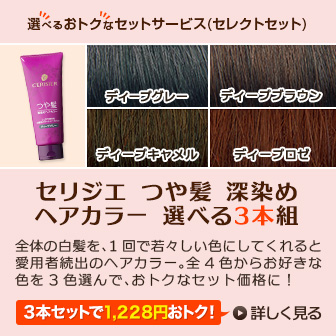 選べるおトクなセットサービス(セレクトセット)
つや髪
ディープグレー
ディープブラウン
ディープキャメル
ディープロゼ
セリジエ つや髪 深染め
ヘアカラー 選べる3本組
全体の白髪を、1回で若々しい色にしてくれると
愛用者続出のヘアカラー。全4色からお好きな
色を3色選んで、おトクなセット価格に!
3本セットで1,228円おトク!
詳しく見る